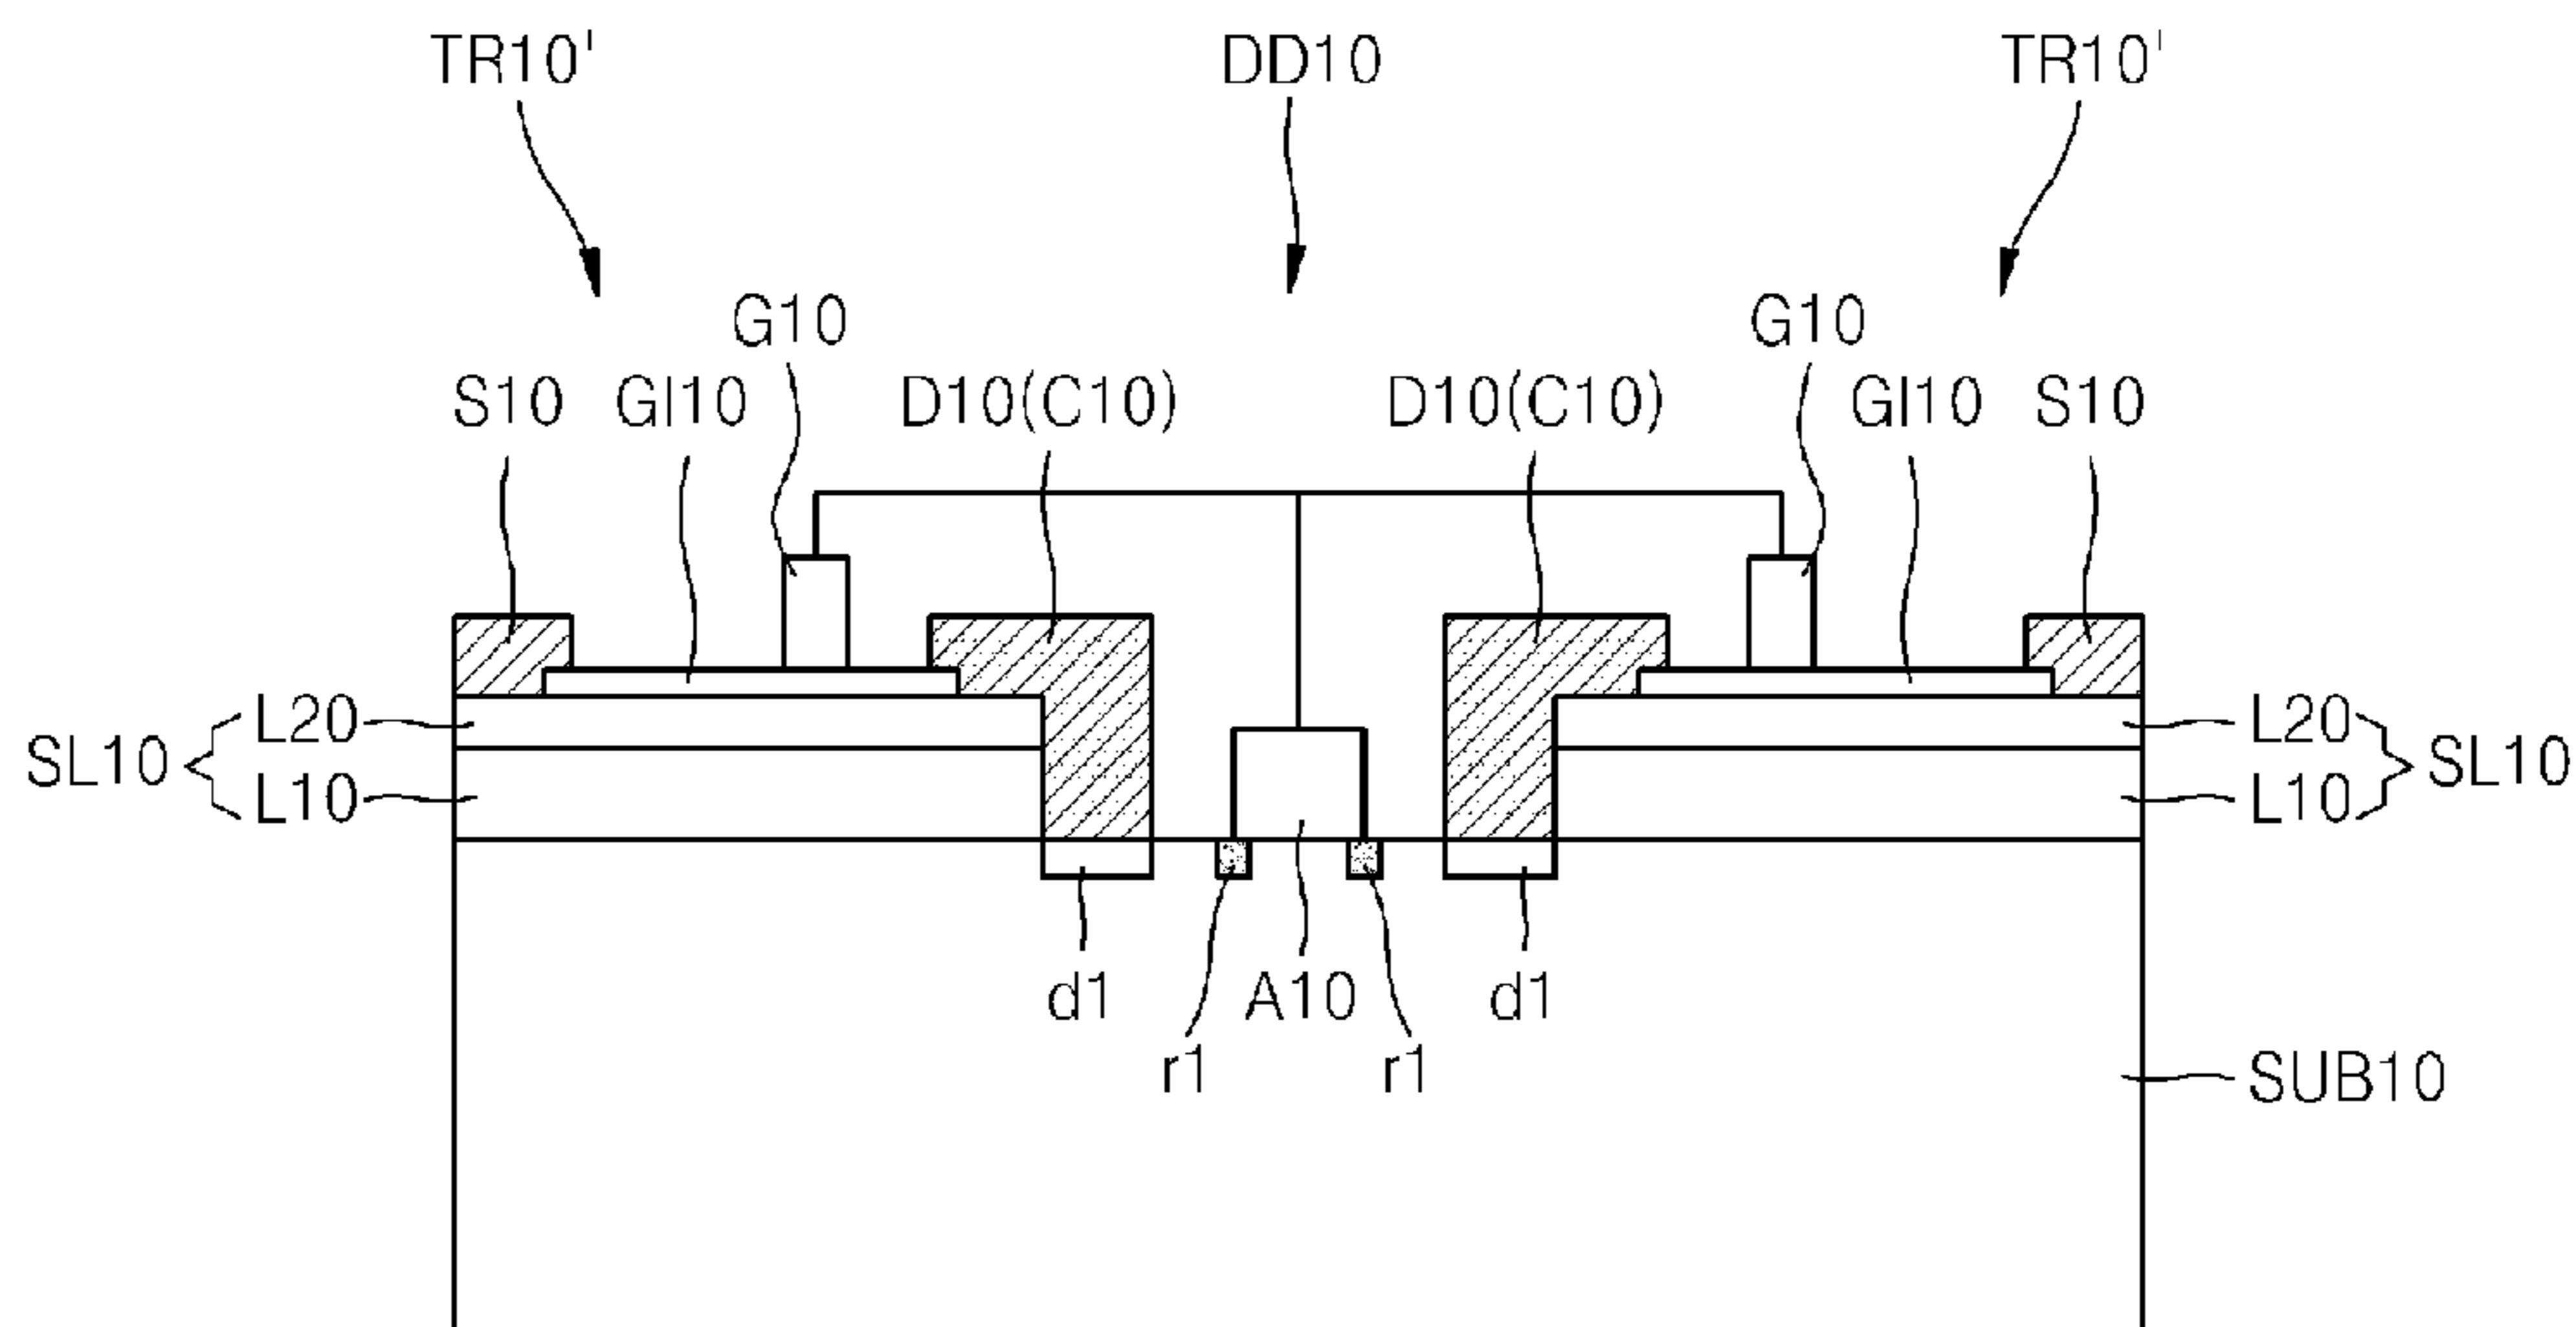 TR10' DD10 TR10'
G10 G10
S10 GI10 D10(C10) D10(C10) GI10 S10
L20 L20
SL10 SL10
L10 L10
d1 A10 d1
r1 r1
SUB10